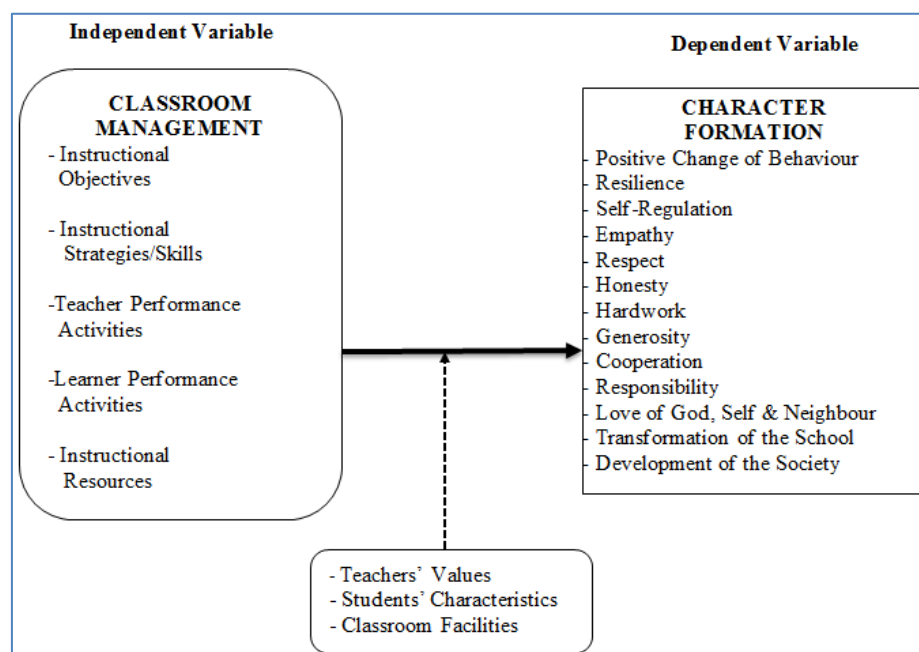 Independent Variable
Dependent Variable
CLASSROOM
MANAGEMENT
- Instructional
Objectives
- Instructional
Strategies/Skills
-Teacher Performance
Activities
-Learner Performance
Activities
- Instructional
Resources
CHARACTER
FORMATION
- Positive Change of Behaviour
- Resilience
- Self-Regulation
- Empathy
- Respect
- Honesty
- Hardwork
- Generosity
- Cooperation
- Responsibility
- Love of God, Self & Neighbour
- Transformation of the School
- Development of the Society
- Teachers’ Values
- Students’ Characteristics
- Classroom Facilities